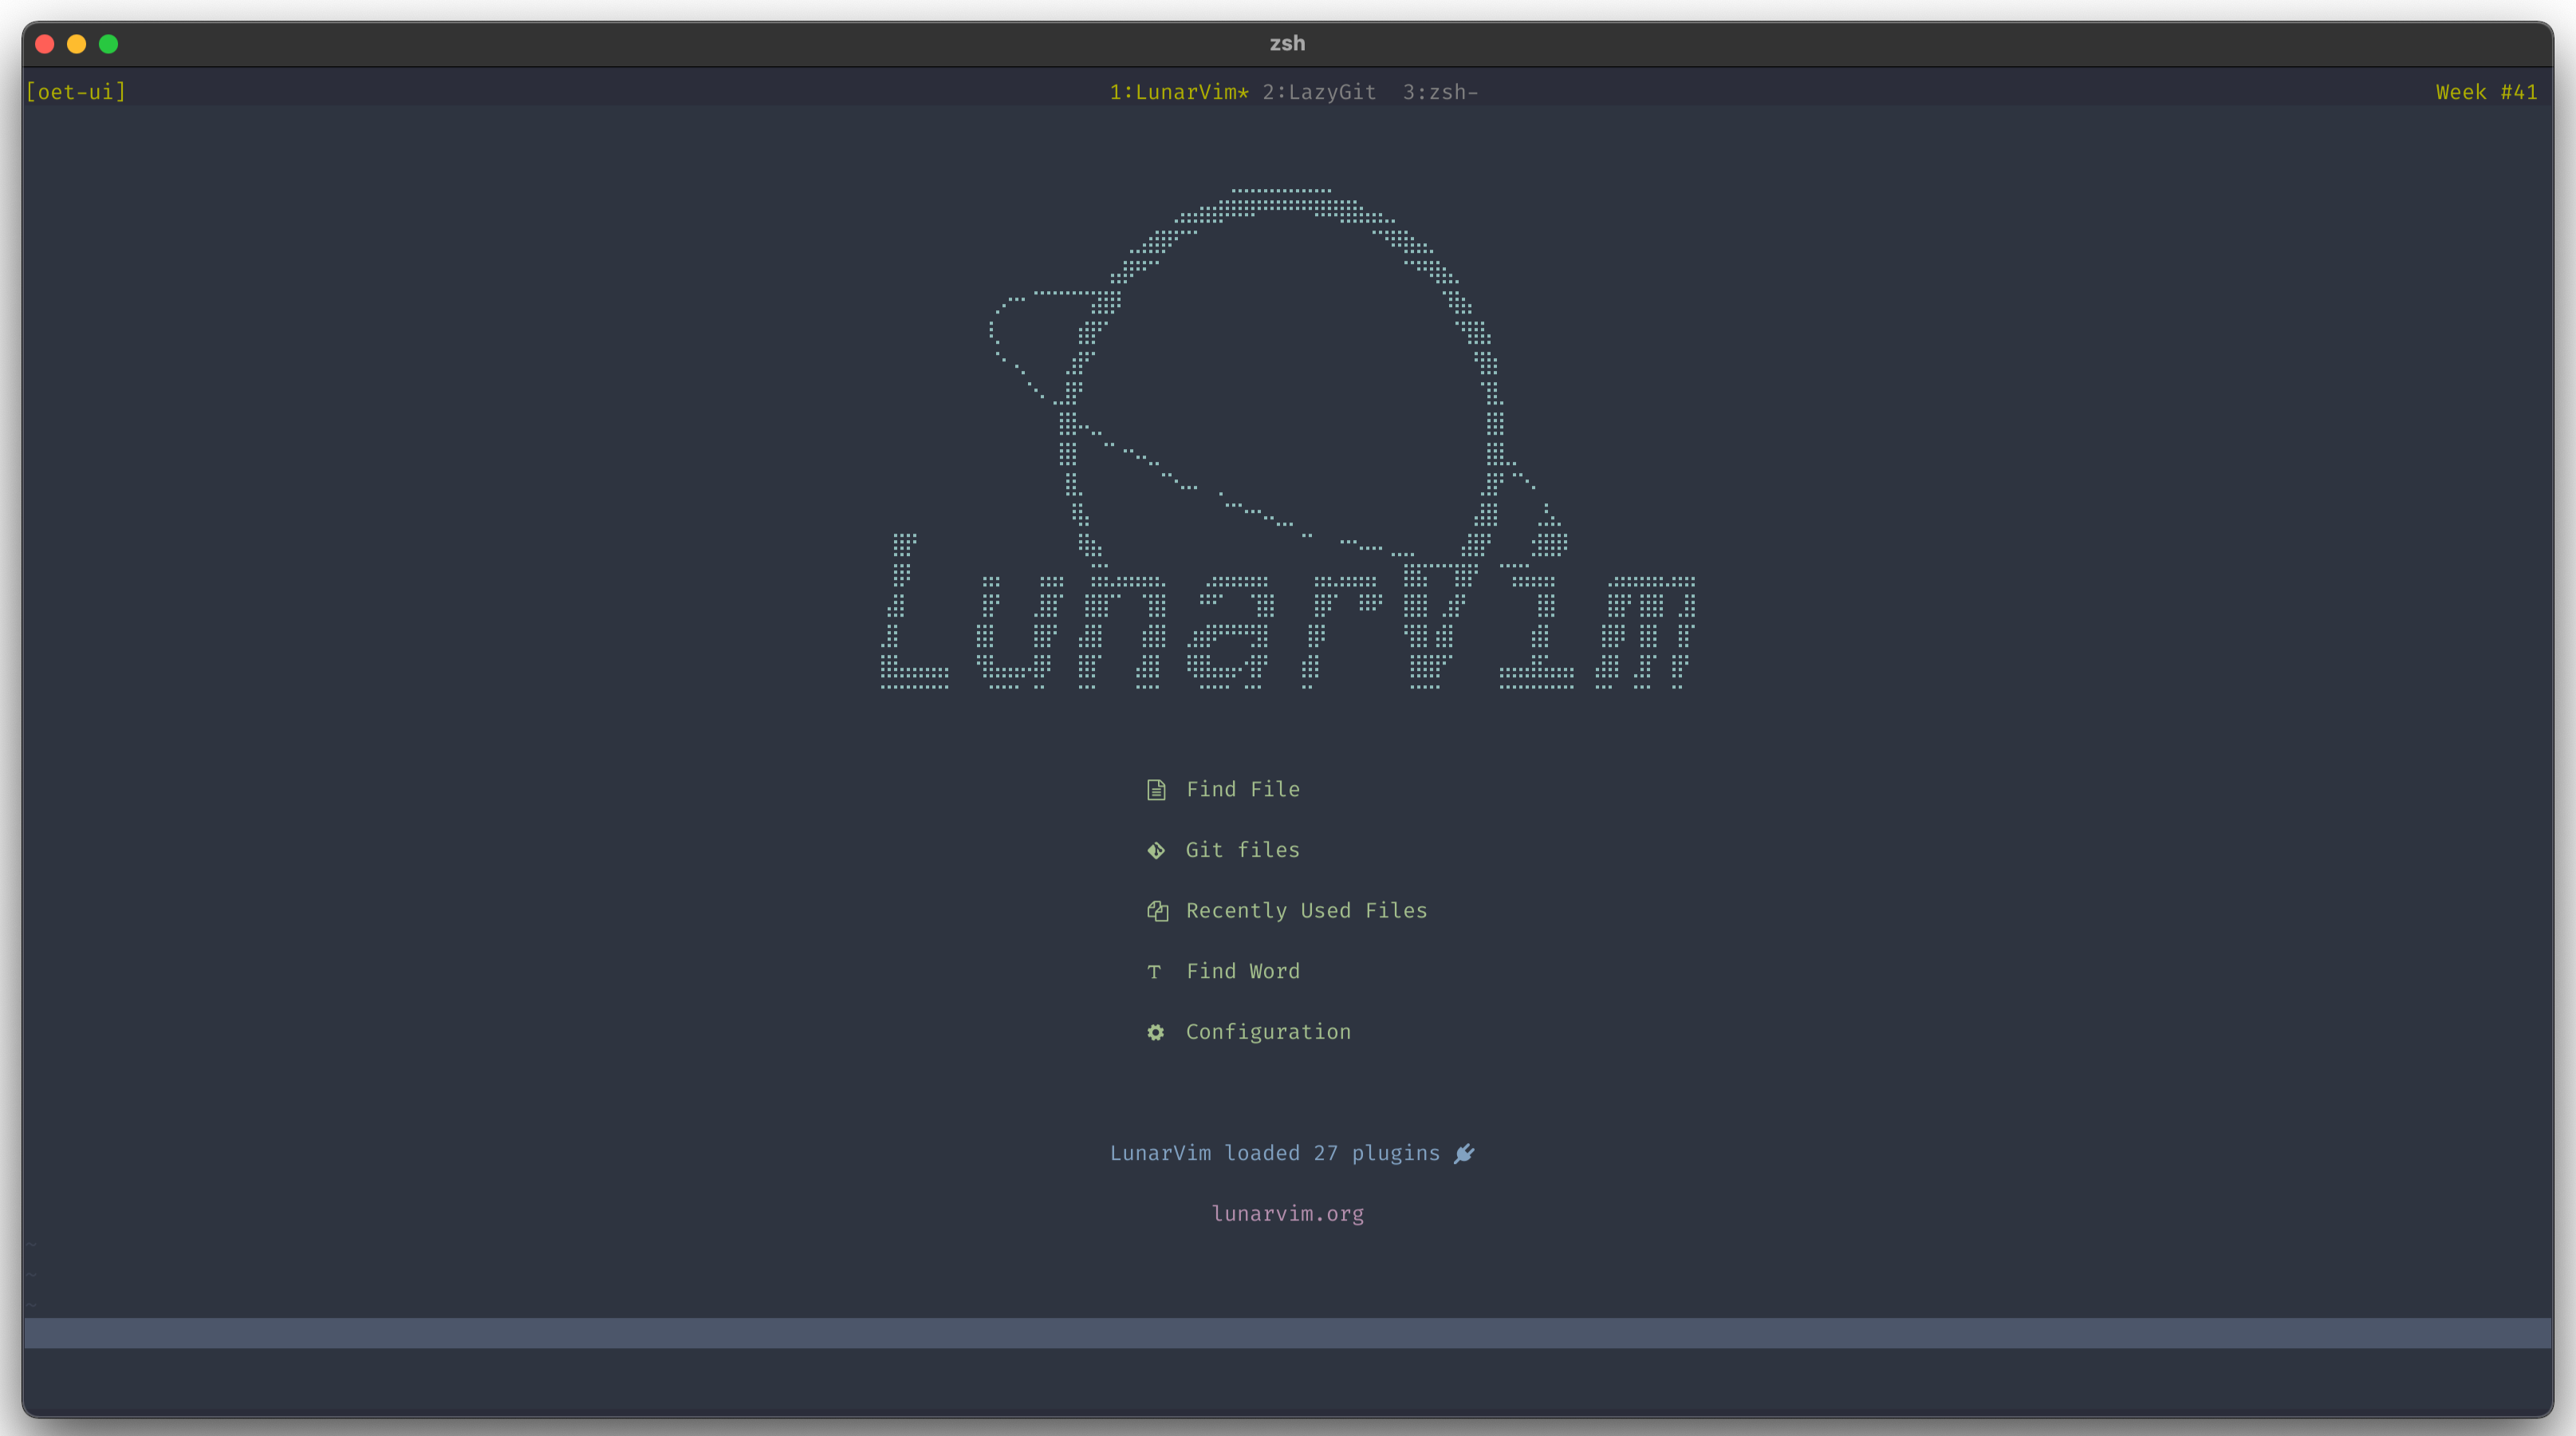 zsh
[oet-ui] 1:LunarVim* 2:LazyGit 3:zsh- Week #41
LunarVim
Find File
Git files
Recently Used Files
T Find Word
Configuration
LunarVim loaded 27 plugins
lunarvim.org
~
~
~